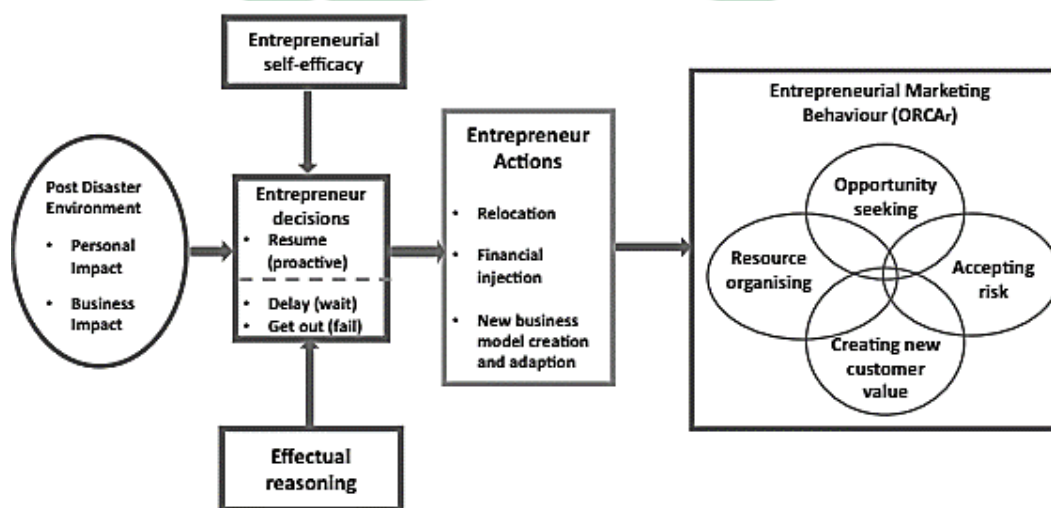 Entrepreneurial
self-efficacy
Post Disaster
Environment
• Personal
Impact
• Business
Impact
Entrepreneur
decisions
• Resume
(proactive)
• Delay (wait)
• Get out (fail)
Effectual
reasoning
Entrepreneur
Actions
• Relocation
• Financial
injection
• New business
model creation
and adaption
Entrepreneurial Marketing
Behaviour (ORCAr)
Opportunity
seeking
Resource
organising
Accepting
risk
Creating new
customer
value